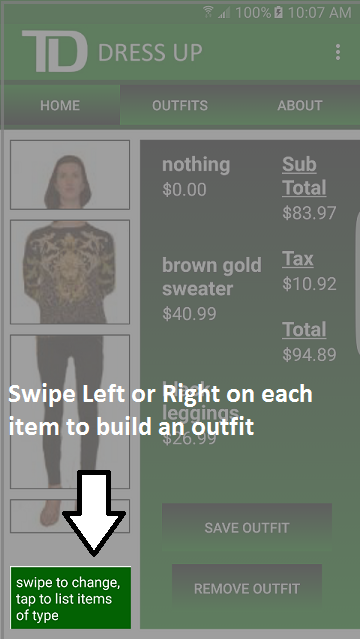 100% 10:07 AM
TD DRESS UP
HOME OUTFITS ABOUT
nothing
$0.00
Sub
Total
$83.97
brown gold
sweater
$40.99
Tax
$10.92
Total
$94.89
black
leggings
$26.99
Swipe Left or Right on each
item to build an outfit
SAVE OUTFIT
REMOVE OUTFIT
swipe to change,
tap to list items
of type